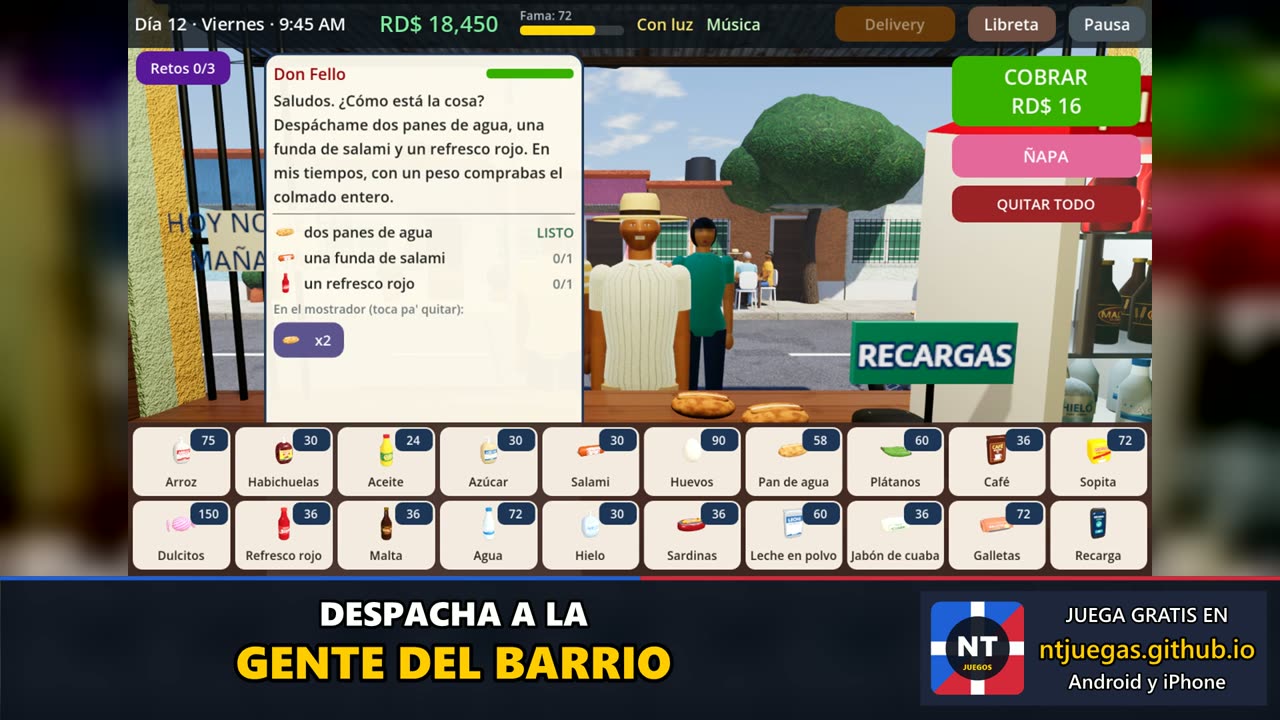 Día 12 · Viernes · 9:45 AM
RD$ 18,450
Fama: 72
Con luz
Música
Delivery
Libreta
Pausa
Retos 0/3
Don Fello
Saludos. ¿Cómo está la cosa?
Despáchame dos panes de agua, una
funda de salami y un refresco rojo. En
mis tiempos, con un peso comprabas el
colmado entero.
dos panes de agua LISTO
una funda de salami 0/1
un refresco rojo 0/1
En el mostrador (toca pa' quitar):
x2
COBRAR
RD$ 16
ÑAPA
QUITAR TODO
HOY NO
MAÑA
RECARGAS
HIELO
75 30 24 30 30 90 58 60 36 72
Arroz Habichuelas Aceite Azúcar Salami Huevos Pan de agua Plátanos Café Sopita
150 36 36 72 30 36 60 36 72
Dulcitos Refresco rojo Malta Agua Hielo Sardinas Leche en polvo Jabón de cuaba Galletas Recarga
DESPACHA A LA
GENTE DEL BARRIO
NT
JUEGOS
JUEGA GRATIS EN
ntjuegas.github.io
Android y iPhone